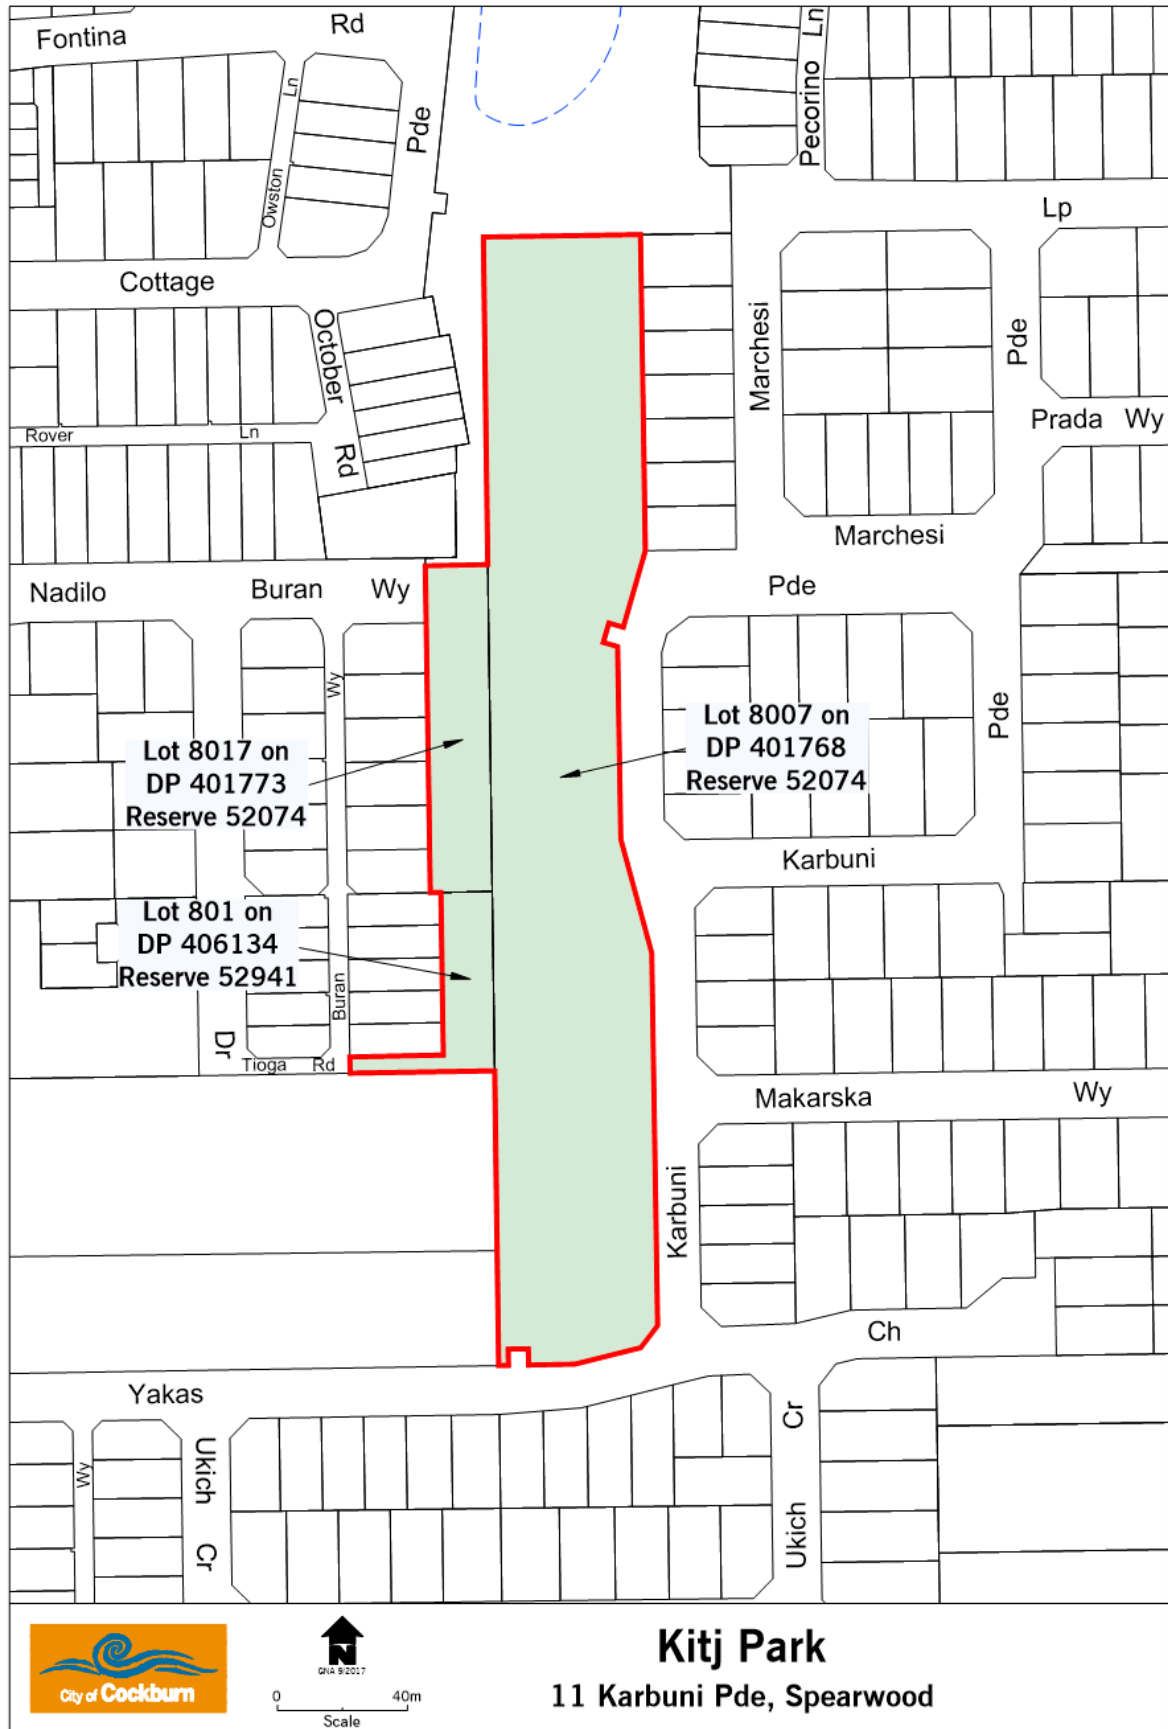 Fontina
Rd
Ln
Pde
Owston
Pecorino
Ln
Lp
Cottage
October
Rd
Marchesi
Pde
Prada Wy
Rover
Ln
Marchesi
Nadilo
Buran
Wy
Pde
Wy
Pde
Lot 8017 on
DP 401773
Reserve 52074
Lot 8007 on
DP 401768
Reserve 52074
Karbuni
Lot 801 on
DP 406134
Reserve 52941
Buran
Dr
Tioga
Rd
Makarska
Wy
Karbuni
Ch
Yakas
Wy
Ukich
Cr
Cr
Ukich
City of Cockburn
N
GNA 9/2017
0
40m
Scale
Kitj Park
11 Karbuni Pde, Spearwood